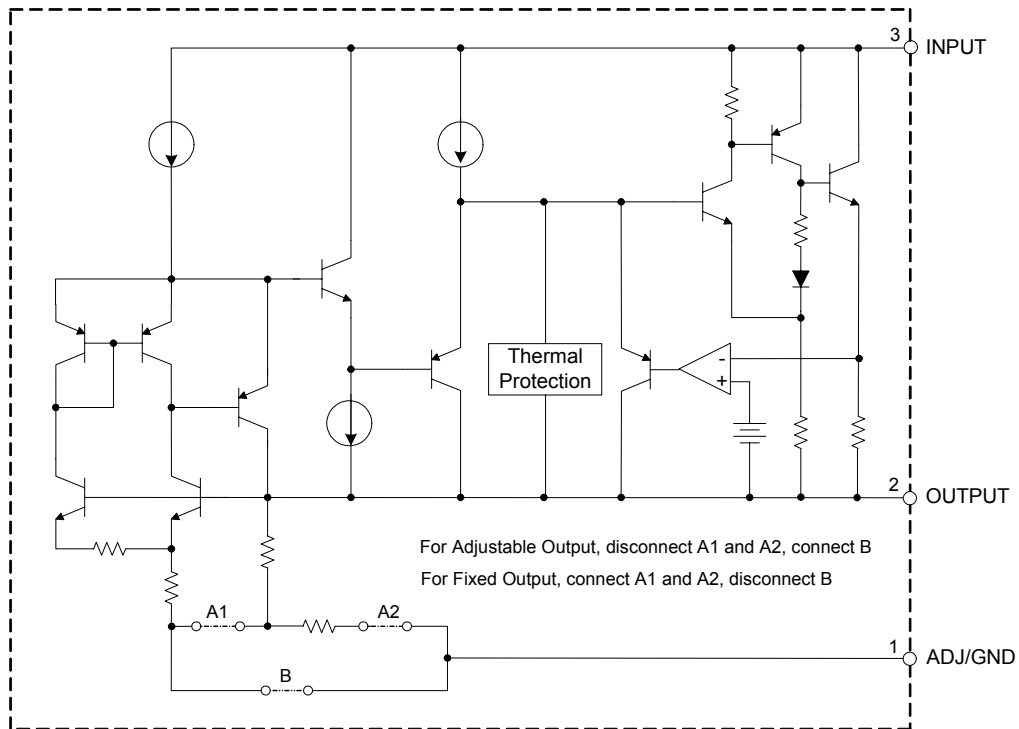 3
INPUT
Thermal
Protection
-
+
2
OUTPUT
For Adjustable Output, disconnect A1 and A2, connect B
For Fixed Output, connect A1 and A2, disconnect B
A1
A2
1
ADJ/GND
B